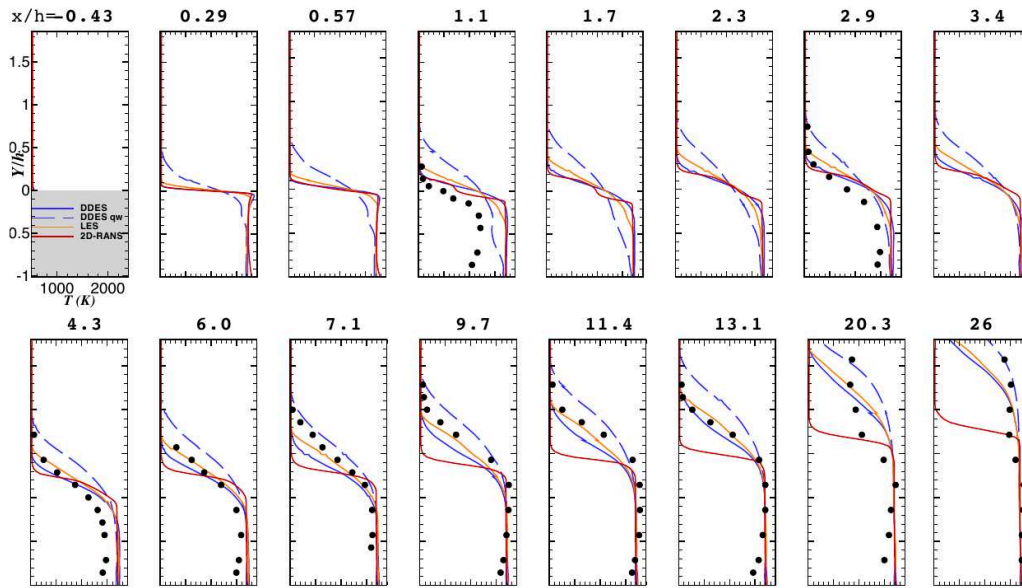 x/h=-0.43 0.29 0.57 1.1 1.7 2.3 2.9 3.4
1.5
1
0.5
0
0.5
-1
Y/h
DDES
DDES qw
LES
2D-RANS
1000 2000
T (K)
4.3 6.0 7.1 9.7 11.4 13.1 20.3 26